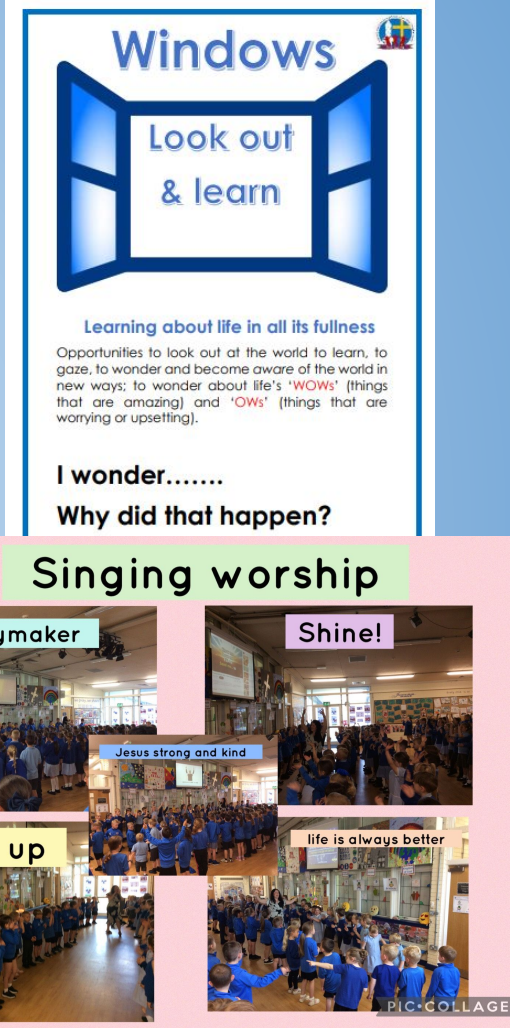 Windows
Look out
& learn
Learning about life in all its fullness
Opportunities to look out at the world to learn, to
gaze, to wonder and become aware of the world in
new ways; to wonder about life's 'WOWs' (things
that are amazing) and 'OWs' (things that are
worrying or upsetting).
I wonder.......
Why did that happen?
Singing worship
ymaker
Shine!
Jesus strong and kind
up
life is always better
PIC•COLLAGE